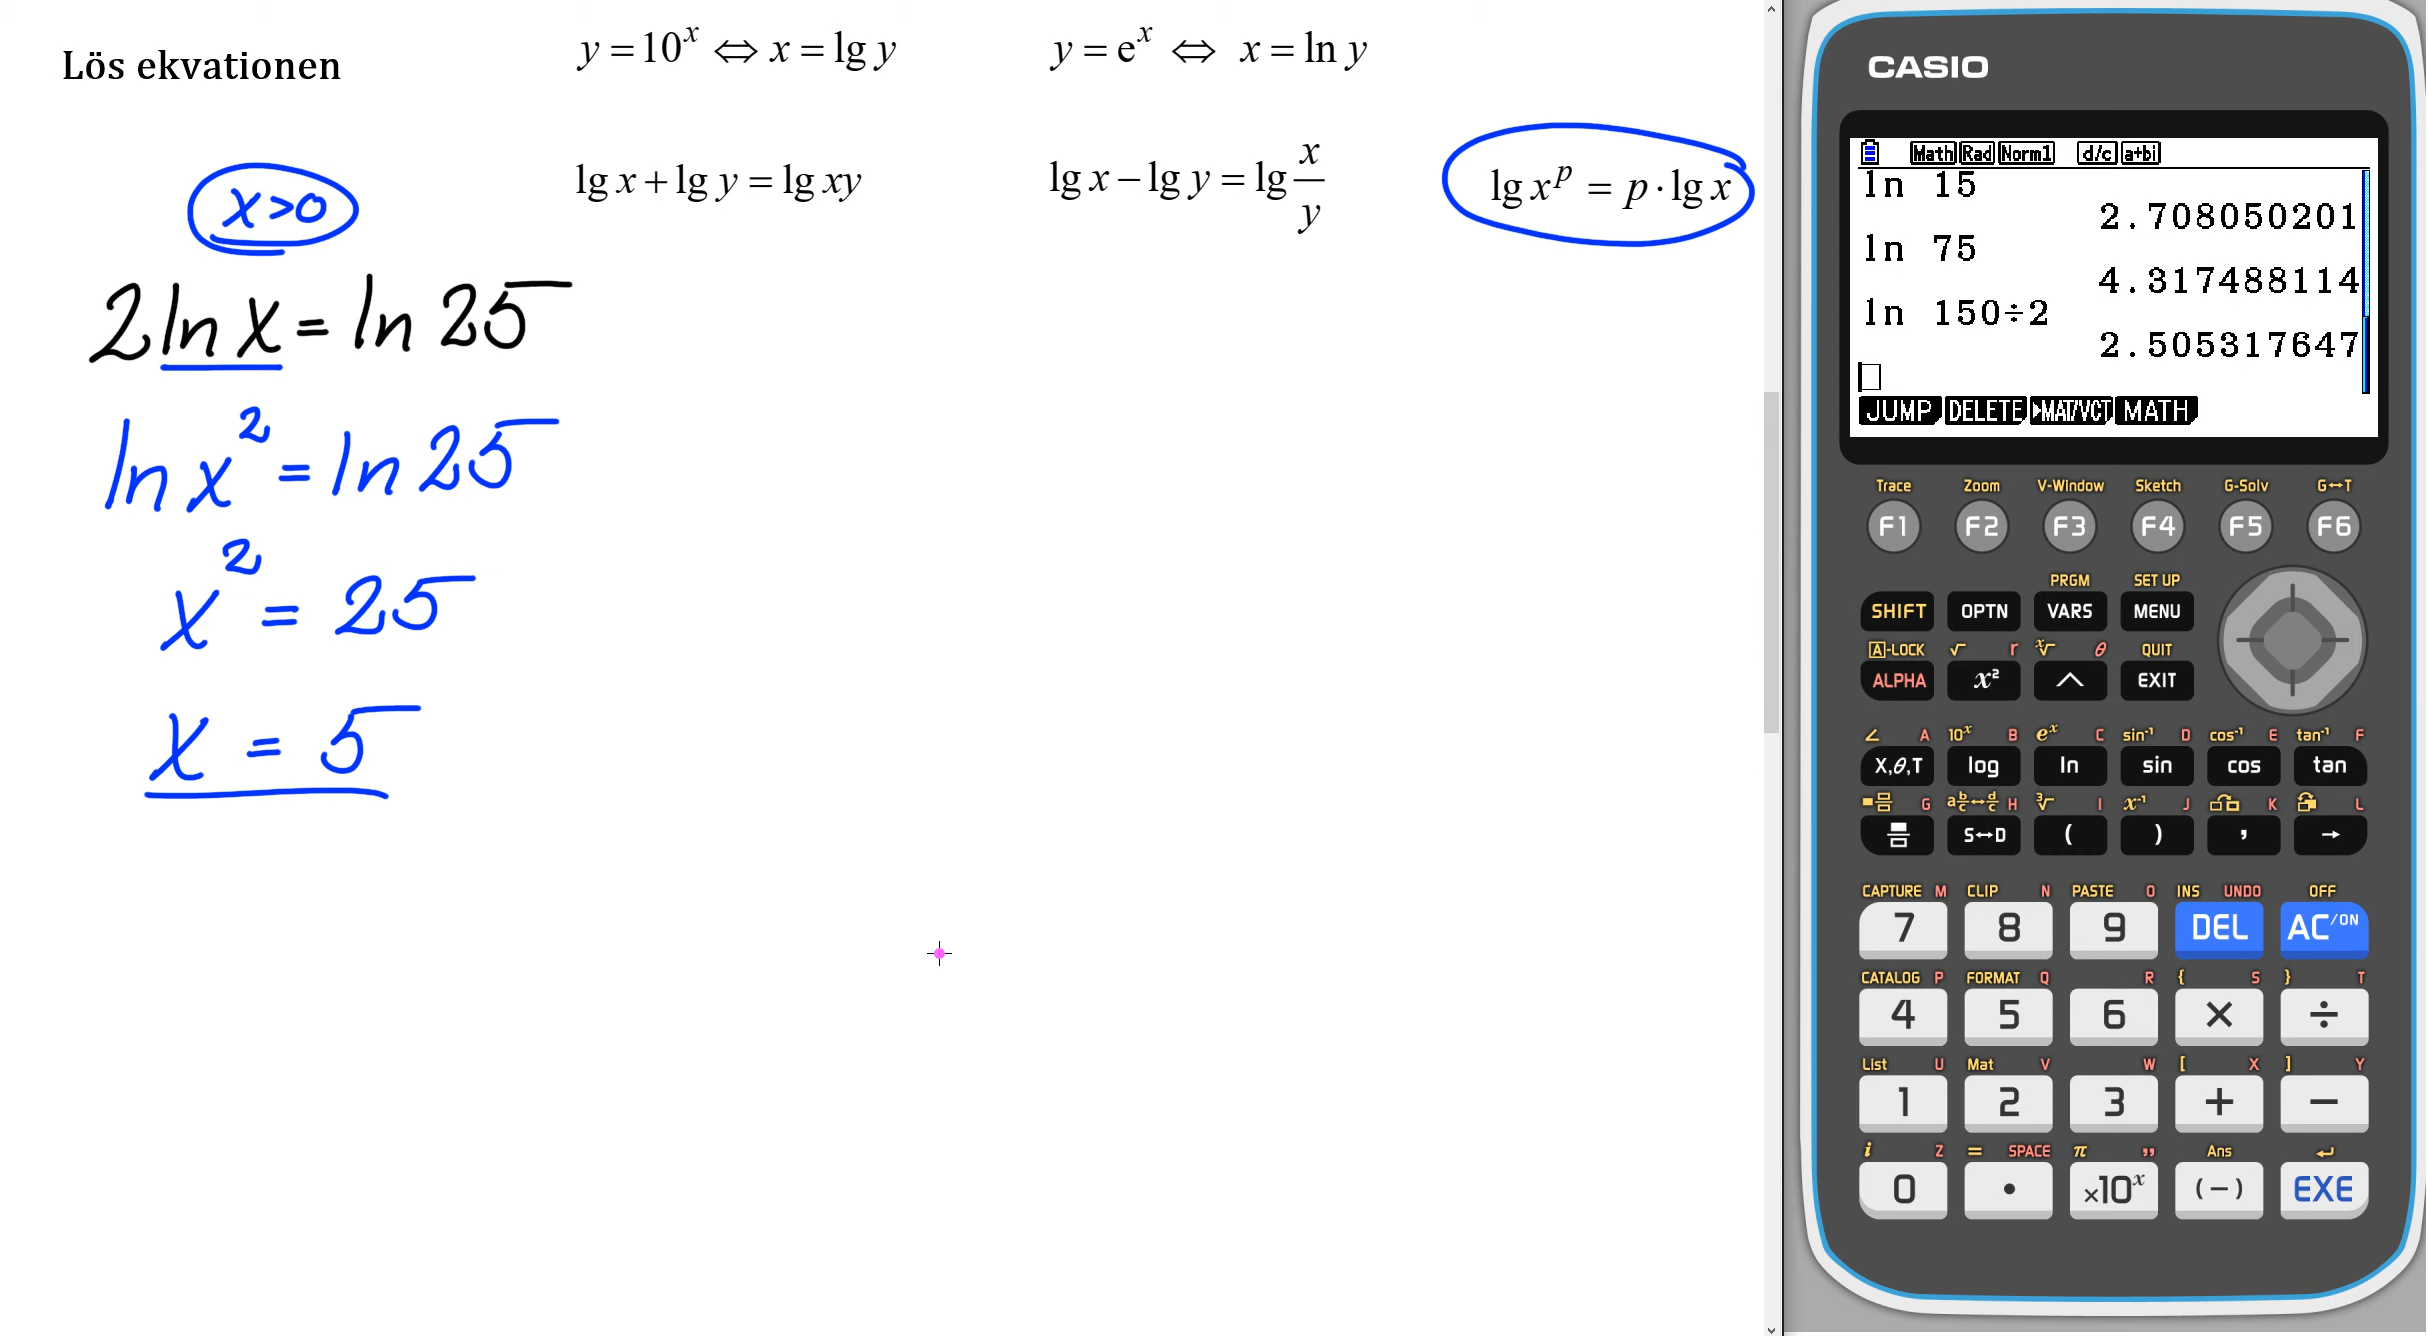 Lös ekvationen
y = 10^x ⇔ x = lg y
y = e^x ⇔ x = ln y
lg x + lg y = lg xy
lg x − lg y = lg x/y
lg x^p = p · lg x
x>0
2 ln x = ln 25
ln x^2 = ln 25
x^2 = 25
x = 5
CASIO
Math Rad Norm1 d/c a+bi
ln 15
2.708050201
ln 75
4.317488114
ln 150÷2
2.505317647
JUMP DELETE ▶MAT/VCT MATH
Trace Zoom V-Window Sketch G-Solv G↔T
F1 F2 F3 F4 F5 F6
PRGM SET UP
SHIFT OPTN VARS MENU
A-LOCK √ r ˣ√ θ QUIT
ALPHA x² ^ EXIT
∠ A 10^x B e^x C sin⁻¹ D cos⁻¹ E tan⁻¹ F
X,θ,T log ln sin cos tan
G a b/c↔d/c H ³√ I x⁻¹ J K L
S↔D ( ) , →
CAPTURE M CLIP N PASTE O INS UNDO OFF
7 8 9 DEL AC/ON
CATALOG P FORMAT Q R { S } T
4 5 6 × ÷
List U Mat V W [ X ] Y
1 2 3 + −
i Z = SPACE π " Ans ↵
0 • ×10^x (−) EXE